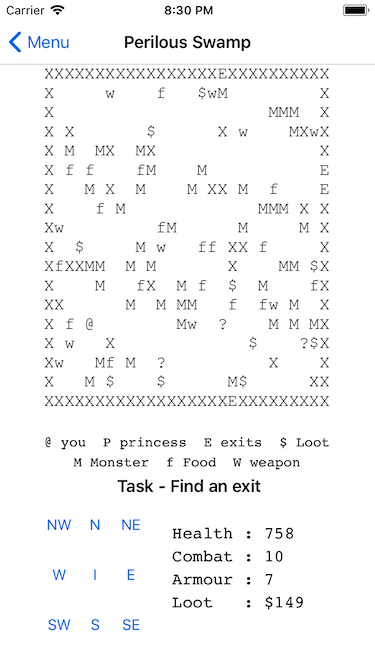 Carrier 8:30 PM
Menu Perilous Swamp
XXXXXXXXXXXXXXXXXEXXXXXXXXXX
X     w    f   $wM         X
X                     MMM  X
X X       $      X w    MXwX
X M  MX  MX                X
X f f    fM    M           E
X   M X  M    M XX M  f    E
X    f M             MMM X X
Xw         fM      M     M X
X  $     M w   ff XX f     X
XfXXMM  M M       X    MM $X
X    M   fX  M f  $  M    fX
XX      M  M MM   f  fw M  X
X f @        Mw  ?    M M MX
X w   X             $    ?$X
Xw   Mf M  ?          X    X
X   M $    $      M$      XX
XXXXXXXXXXXXXXXXXXEXXXXXXXXX
@ you  P princess  E exits  $ Loot
M Monster  f Food  W weapon
Task - Find an exit
NW N NE
W I E
SW S SE
Health : 758
Combat : 10
Armour : 7
Loot   : $149